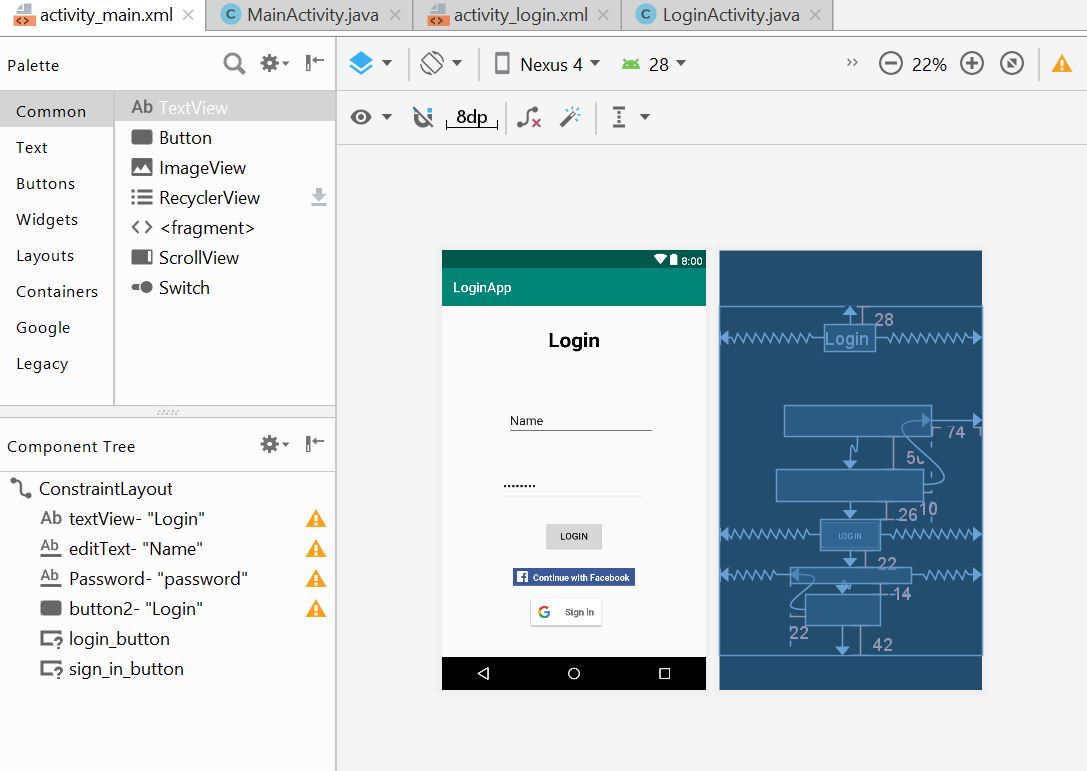 activity_main.xml
MainActivity.java
activity_login.xml
LoginActivity.java
Palette
Nexus 4
28
22%
8dp
Common
Text
Buttons
Widgets
Layouts
Containers
Google
Legacy
Ab TextView
Button
ImageView
RecyclerView
<fragment>
ScrollView
Switch
Component Tree
ConstraintLayout
Ab textView- "Login"
Ab editText- "Name"
Ab Password- "password"
button2- "Login"
login_button
sign_in_button
8:00
LoginApp
Login
Name
LOGIN
Continue with Facebook
Sign in
28
Login
74
26
10
LOGIN
22
14
22
42